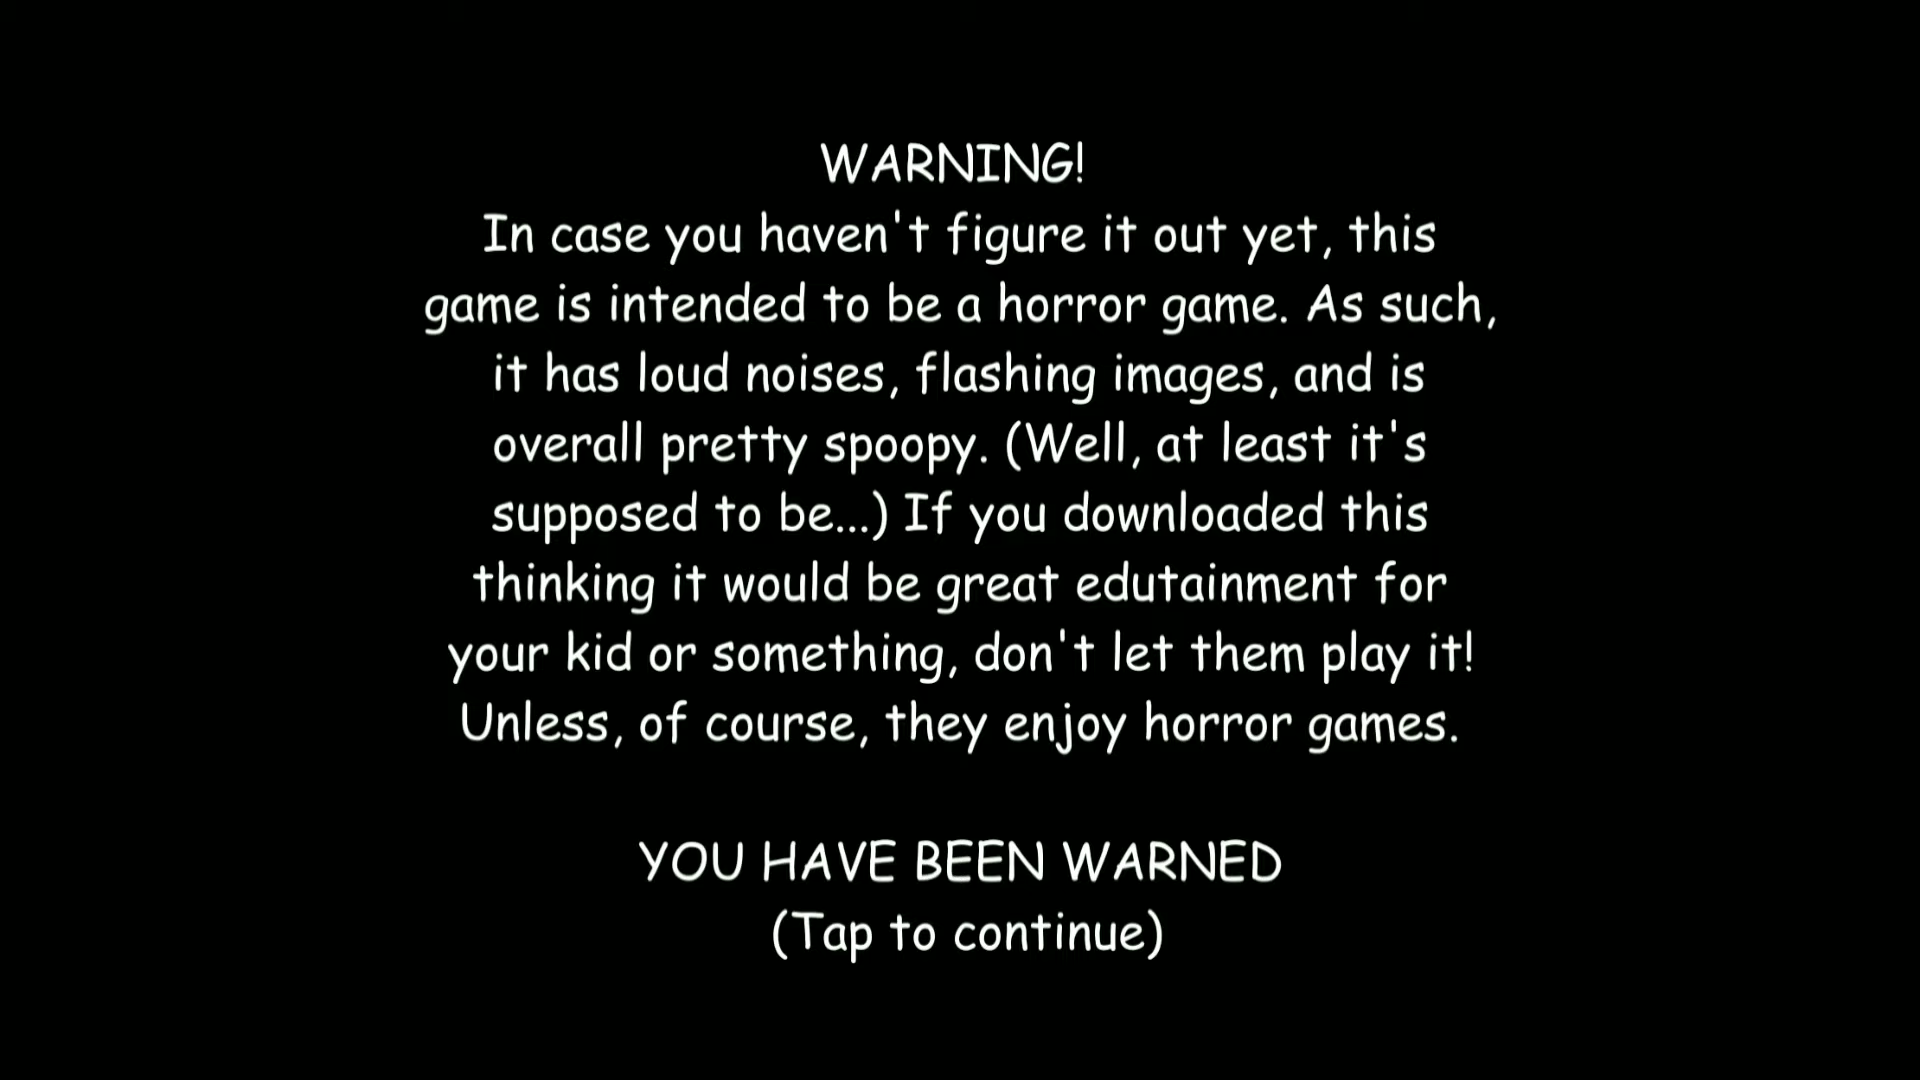 WARNING!
In case you haven't figure it out yet, this
game is intended to be a horror game. As such,
it has loud noises, flashing images, and is
overall pretty spoopy. (Well, at least it's
supposed to be...) If you downloaded this
thinking it would be great edutainment for
your kid or something, don't let them play it!
Unless, of course, they enjoy horror games.
YOU HAVE BEEN WARNED
(Tap to continue)